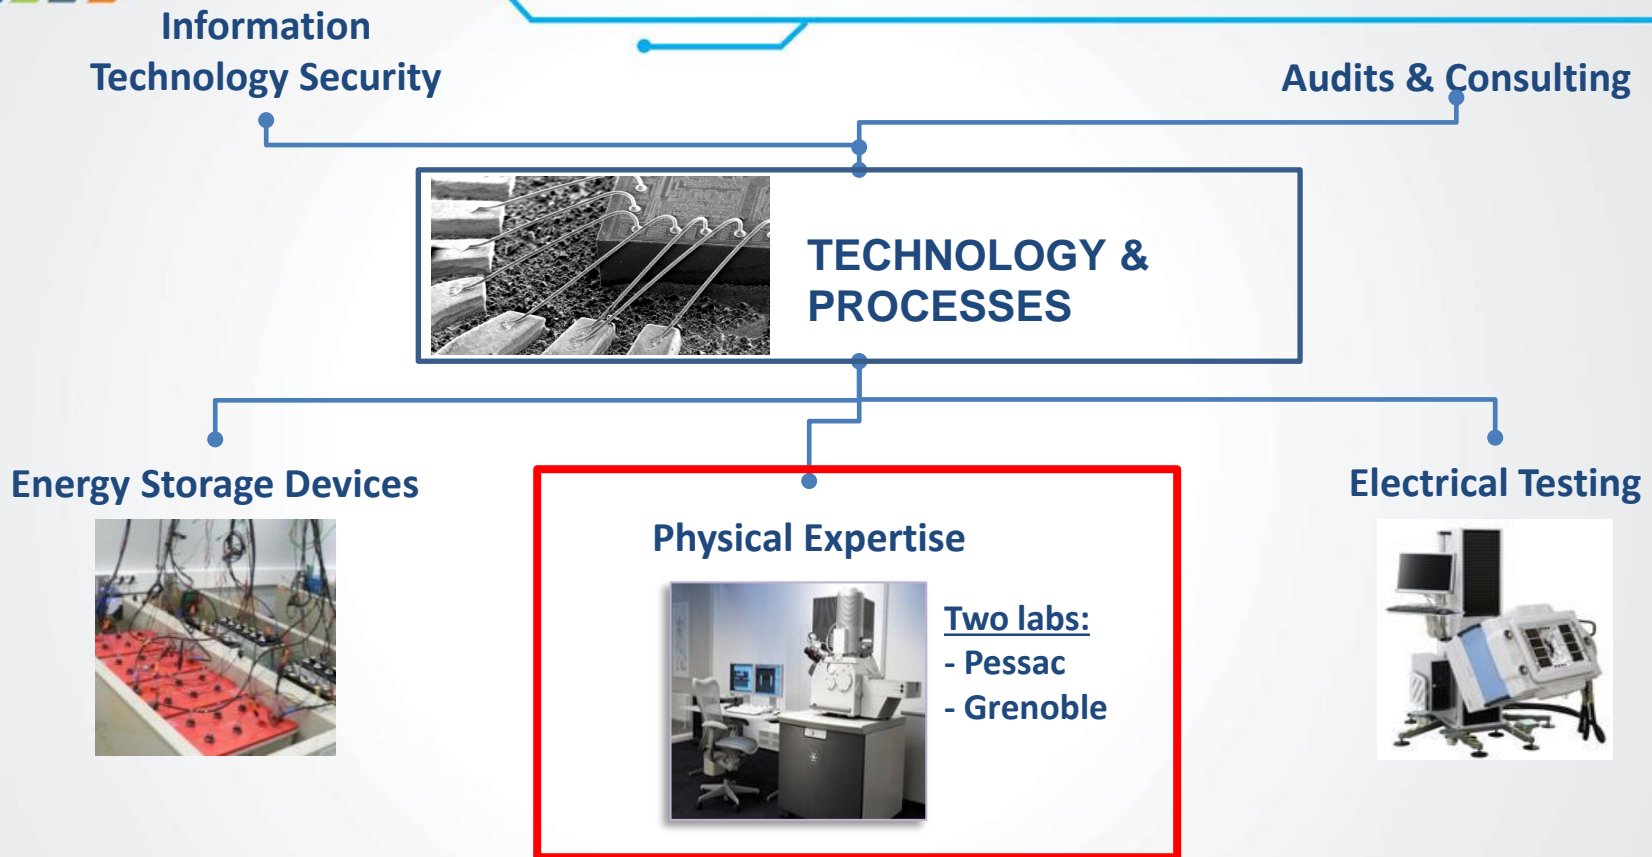 Information
Technology Security
Audits & Consulting
TECHNOLOGY &
PROCESSES
Energy Storage Devices
Physical Expertise
Two labs:
- Pessac
- Grenoble
Electrical Testing